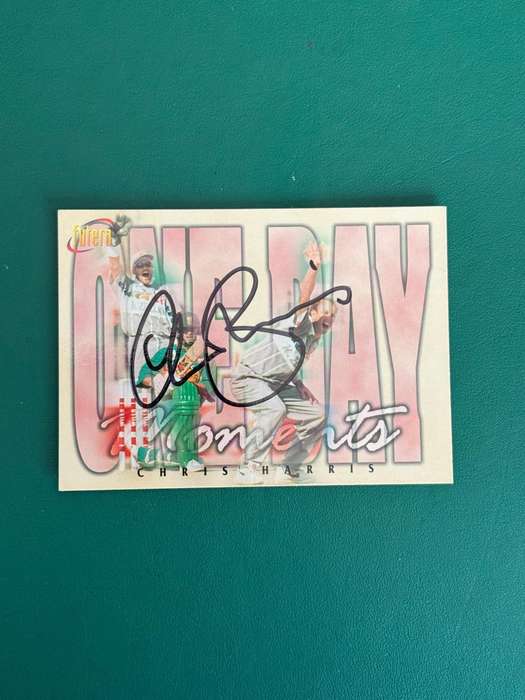 futera
ONE DAY
Moments
CHRIS HARRIS